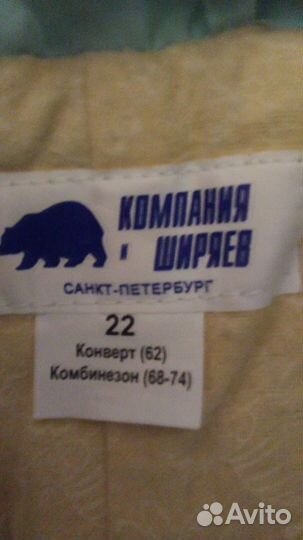 КОМПАНИЯ
и ШИРЯЕВ
САНКТ-ПЕТЕРБУРГ
22
Конверт (62)
Комбинезон (68-74)
Avito